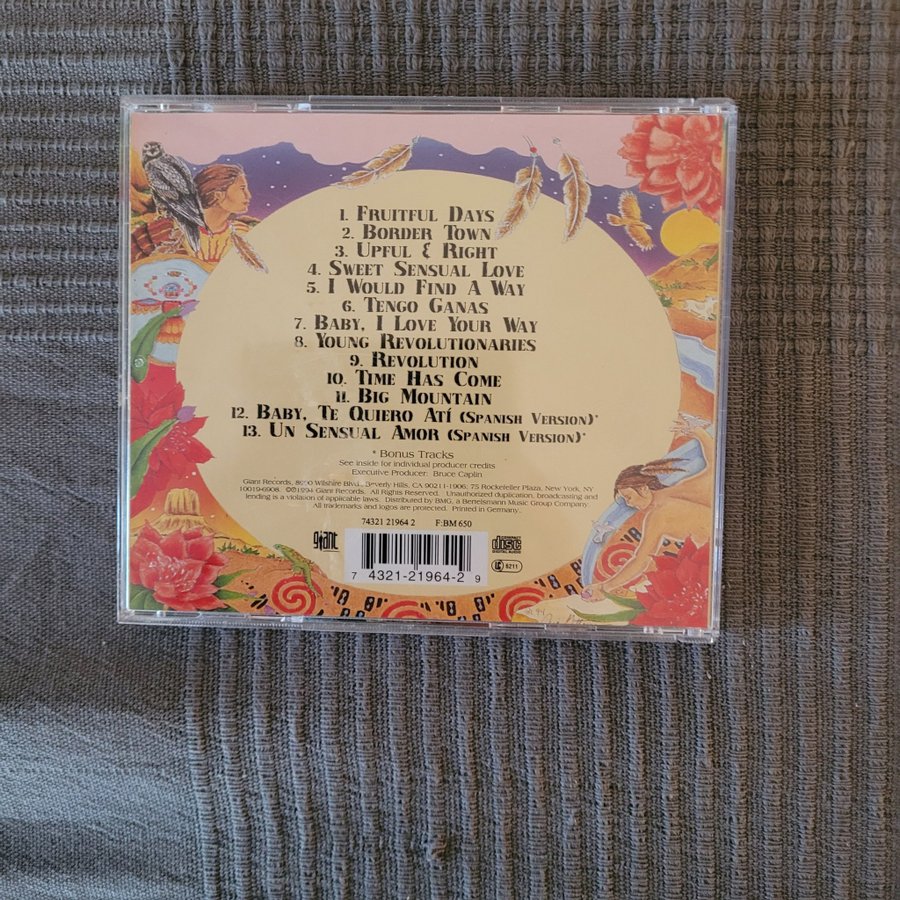 1. Fruitful Days
2. Border Town
3. Upful & Right
4. Sweet Sensual Love
5. I Would Find A Way
6. Tengo Ganas
7. Baby, I Love Your Way
8. Young Revolutionaries
9. Revolution
10. Time Has Come
11. Big Mountain
12. Baby, Te Quiero Atí (Spanish Version)*
13. Un Sensual Amor (Spanish Version)*
* Bonus Tracks
See inside for individual producer credits
Executive Producer: Bruce Caplin
Giant Records, Wilshire Blvd., Beverly Hills, CA 90211-1906; 75 Rockefeller Plaza, New York, NY
10019-6908. ©℗1994 Giant Records. All Rights Reserved. Unauthorized duplication, broadcasting and
lending is a violation of applicable laws. Distributed by BMG, a Bertelsmann Music Group Company.
All trademarks and logos are protected. Printed in Germany.
74321 21964 2 F:BM 650
giant
COMPACT
disc
DIGITAL AUDIO
LC 5211
7 4321-21964-2 9